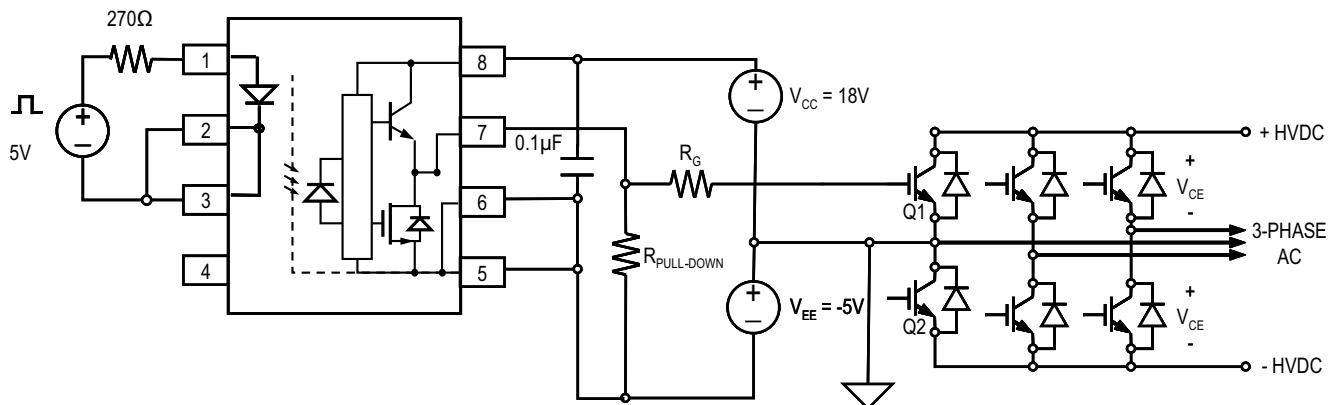 270Ω
5V
+
−
1
2
3
4
8
7
6
5
0.1µF
R_G
R_PULL-DOWN
+
−
V_CC = 18V
+
−
V_EE = -5V
Q1
Q2
+ HVDC
+
V_CE
-
3-PHASE
AC
+
V_CE
-
- HVDC